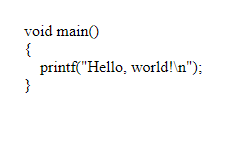 void main()
{
    printf("Hello, world!\n");
}